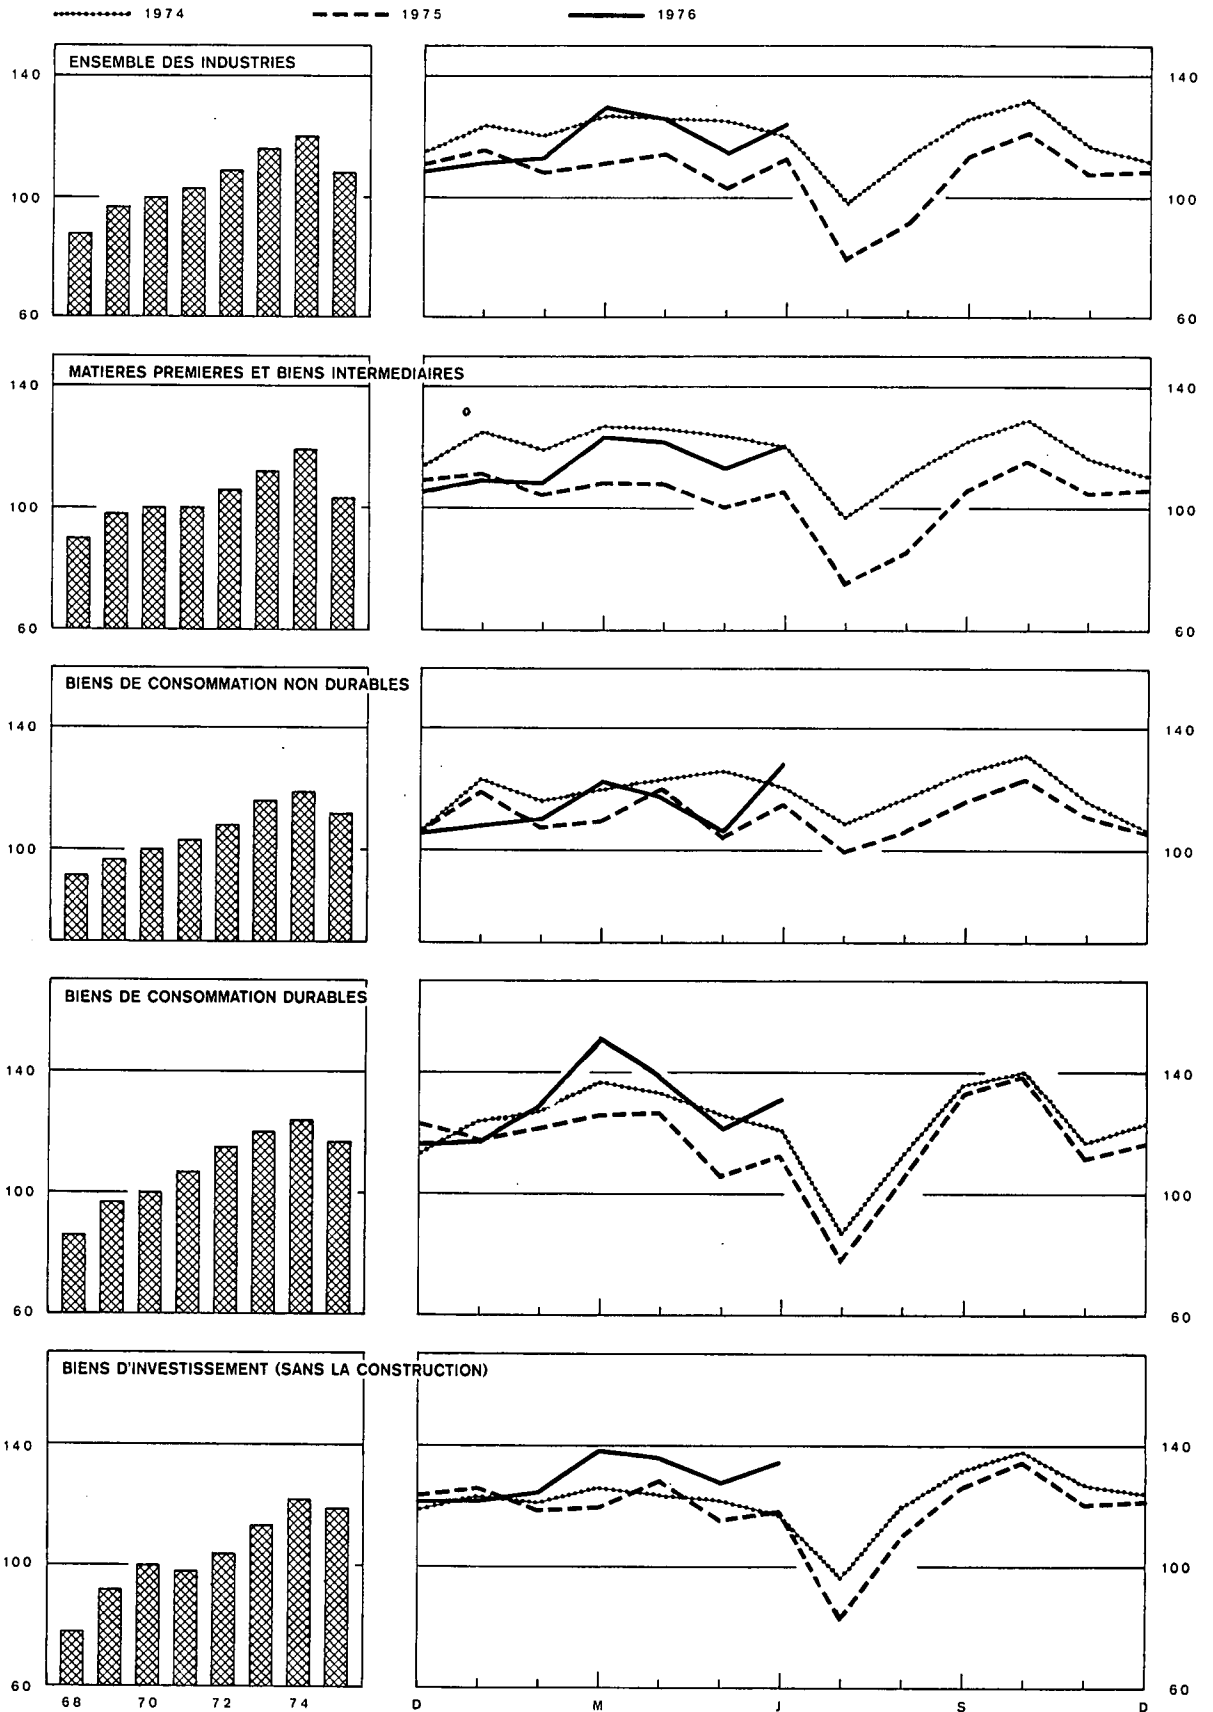 1974 1975 1976
ENSEMBLE DES INDUSTRIES
140 140
100 100
60 60
MATIERES PREMIERES ET BIENS INTERMEDIAIRES
140 140
100 100
60 60
BIENS DE CONSOMMATION NON DURABLES
140 140
100 100
BIENS DE CONSOMMATION DURABLES
140 140
100 100
60 60
BIENS D'INVESTISSEMENT (SANS LA CONSTRUCTION)
140 140
100 100
60 60
68 70 72 74 D M J S D